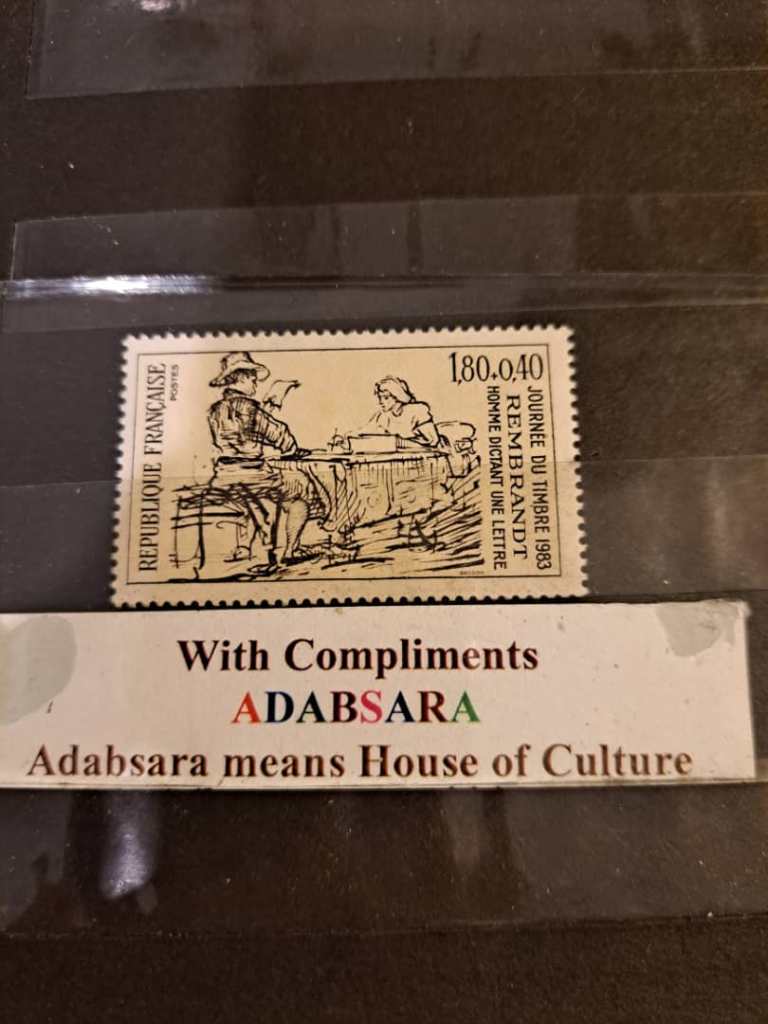 REPUBLIQUE FRANÇAISE
POSTES
1,80+0,40
JOURNÉE DU TIMBRE 1983
REMBRANDT
HOMME DICTANT UNE LETTRE
With Compliments
ADABSARA
Adabsara means House of Culture